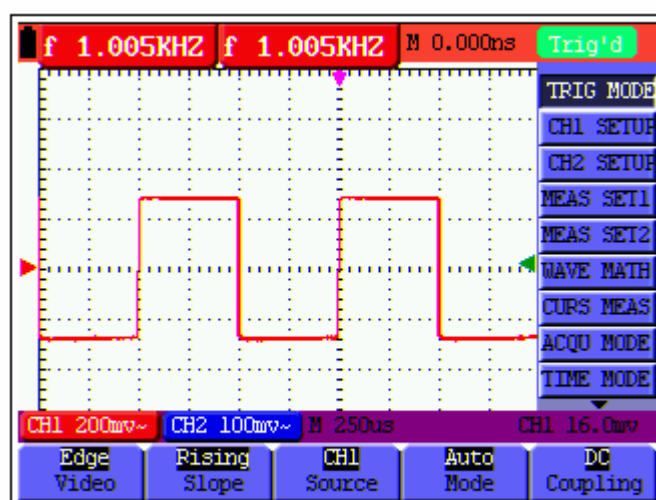 f 1.005KHZ f 1.005KHZ M 0.000ns Trig'd
TRIG MODE
CH1 SETUP
CH2 SETUP
MEAS SET1
MEAS SET2
WAVE MATH
CURS MEAS
ACQU MODE
TIME MODE
CH1 200mv~ CH2 100mv~ M 250us CH1 16.0mv
Edge Rising CH1 Auto DC
Video Slope Source Mode Coupling